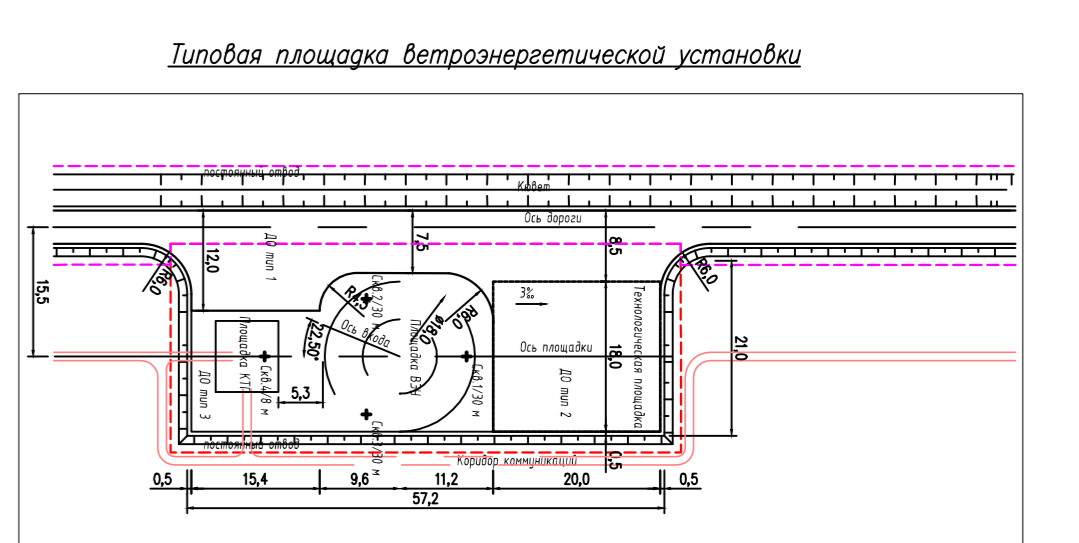 Типовая площадка ветроэнергетической установки
постоянный отвод
Кювет
Ось дороги
ДО тип 1
12,0
7,5
8,5
R6,0
R6,0
15,5
R4,5
Скв.2/30 м
Ø18,0
R6,0
3‰
Технологическая площадка
22,50°
Ось входа
Площадка ВЭУ
Ось площадки
18,0
21,0
Площадка КТП
Скв.4/8 м
Скв.1/30 м
ДО тип 3
5,3
ДО тип 2
Скв.3/30 м
постоянный отвод
Коридор коммуникаций
0,5
0,5
15,4
9,6
11,2
20,0
0,5
57,2